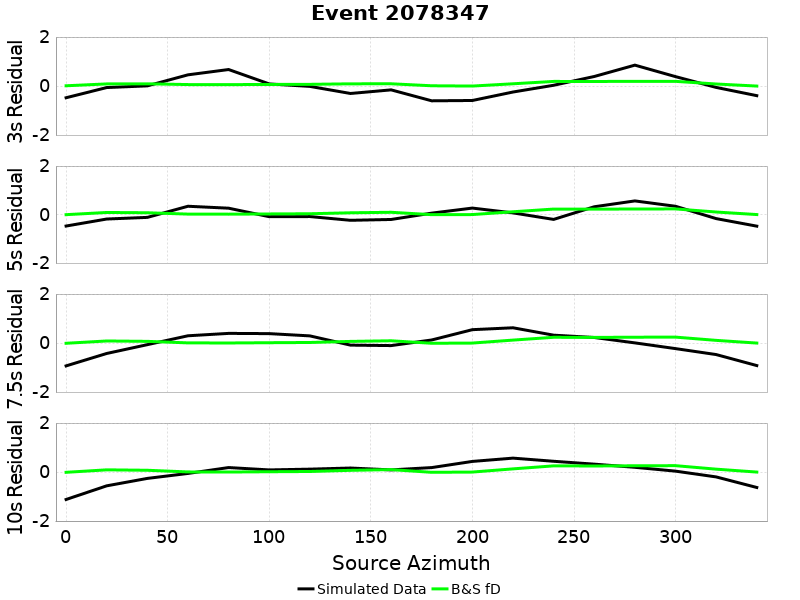 Event 2078347
3s Residual
2
0
-2
5s Residual
2
0
-2
7.5s Residual
2
0
-2
10s Residual
2
0
-2
0 50 100 150 200 250 300
Source Azimuth
Simulated Data B&S fD